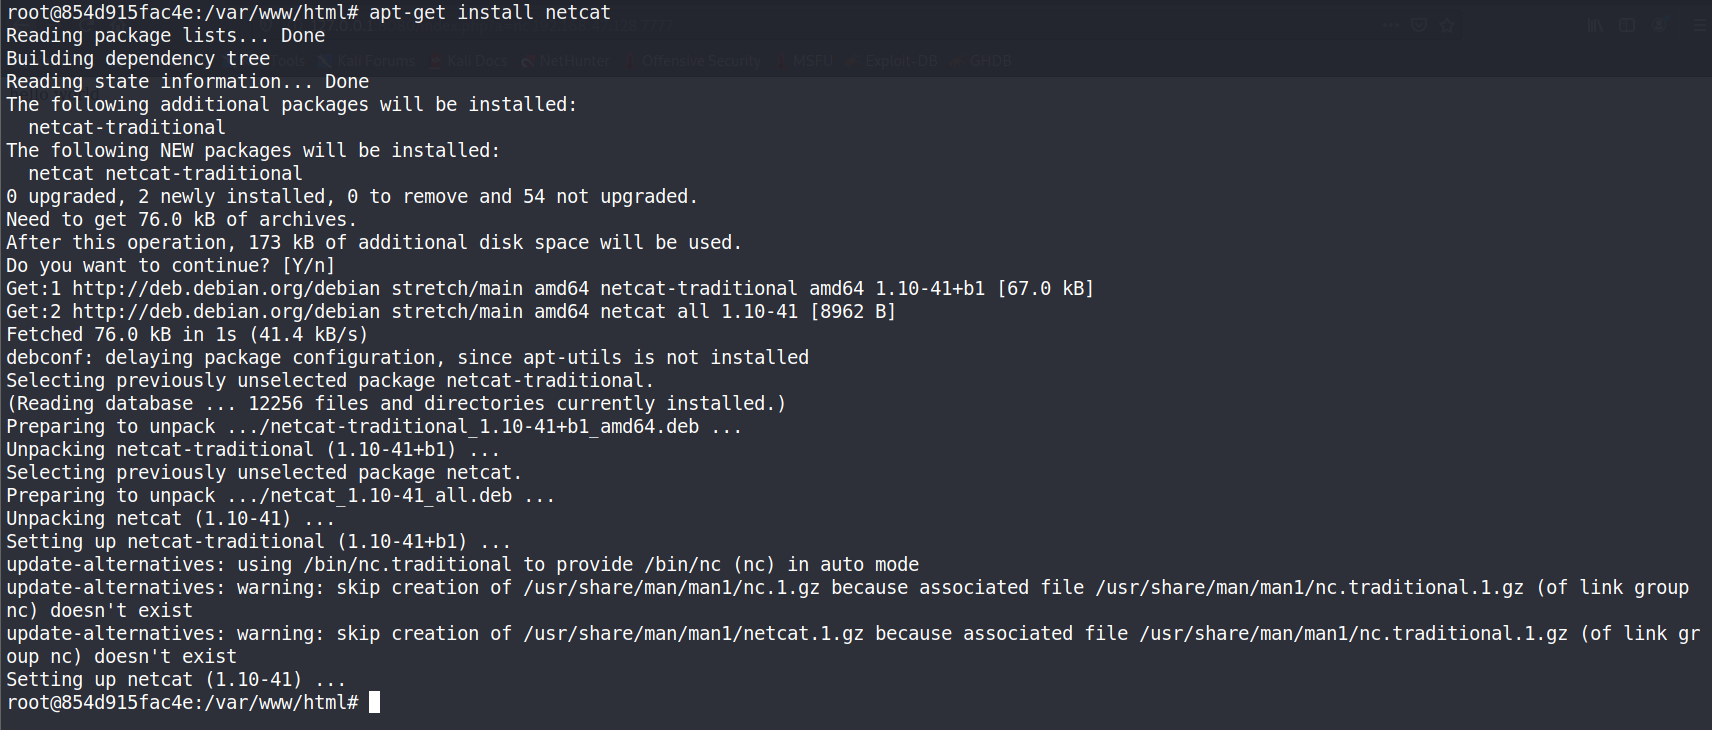 root@854d915fac4e:/var/www/html# apt-get install netcat
Reading package lists... Done
Building dependency tree
Reading state information... Done
The following additional packages will be installed:
  netcat-traditional
The following NEW packages will be installed:
  netcat netcat-traditional
0 upgraded, 2 newly installed, 0 to remove and 54 not upgraded.
Need to get 76.0 kB of archives.
After this operation, 173 kB of additional disk space will be used.
Do you want to continue? [Y/n]
Get:1 http://deb.debian.org/debian stretch/main amd64 netcat-traditional amd64 1.10-41+b1 [67.0 kB]
Get:2 http://deb.debian.org/debian stretch/main amd64 netcat all 1.10-41 [8962 B]
Fetched 76.0 kB in 1s (41.4 kB/s)
debconf: delaying package configuration, since apt-utils is not installed
Selecting previously unselected package netcat-traditional.
(Reading database ... 12256 files and directories currently installed.)
Preparing to unpack .../netcat-traditional_1.10-41+b1_amd64.deb ...
Unpacking netcat-traditional (1.10-41+b1) ...
Selecting previously unselected package netcat.
Preparing to unpack .../netcat_1.10-41_all.deb ...
Unpacking netcat (1.10-41) ...
Setting up netcat-traditional (1.10-41+b1) ...
update-alternatives: using /bin/nc.traditional to provide /bin/nc (nc) in auto mode
update-alternatives: warning: skip creation of /usr/share/man/man1/nc.1.gz because associated file /usr/share/man/man1/nc.traditional.1.gz (of link group
nc) doesn't exist
update-alternatives: warning: skip creation of /usr/share/man/man1/netcat.1.gz because associated file /usr/share/man/man1/nc.traditional.1.gz (of link gr
oup nc) doesn't exist
Setting up netcat (1.10-41) ...
root@854d915fac4e:/var/www/html#
Tools Kali Forums Kali Docs NetHunter Offensive Security MSFU Exploit-DB GHDB